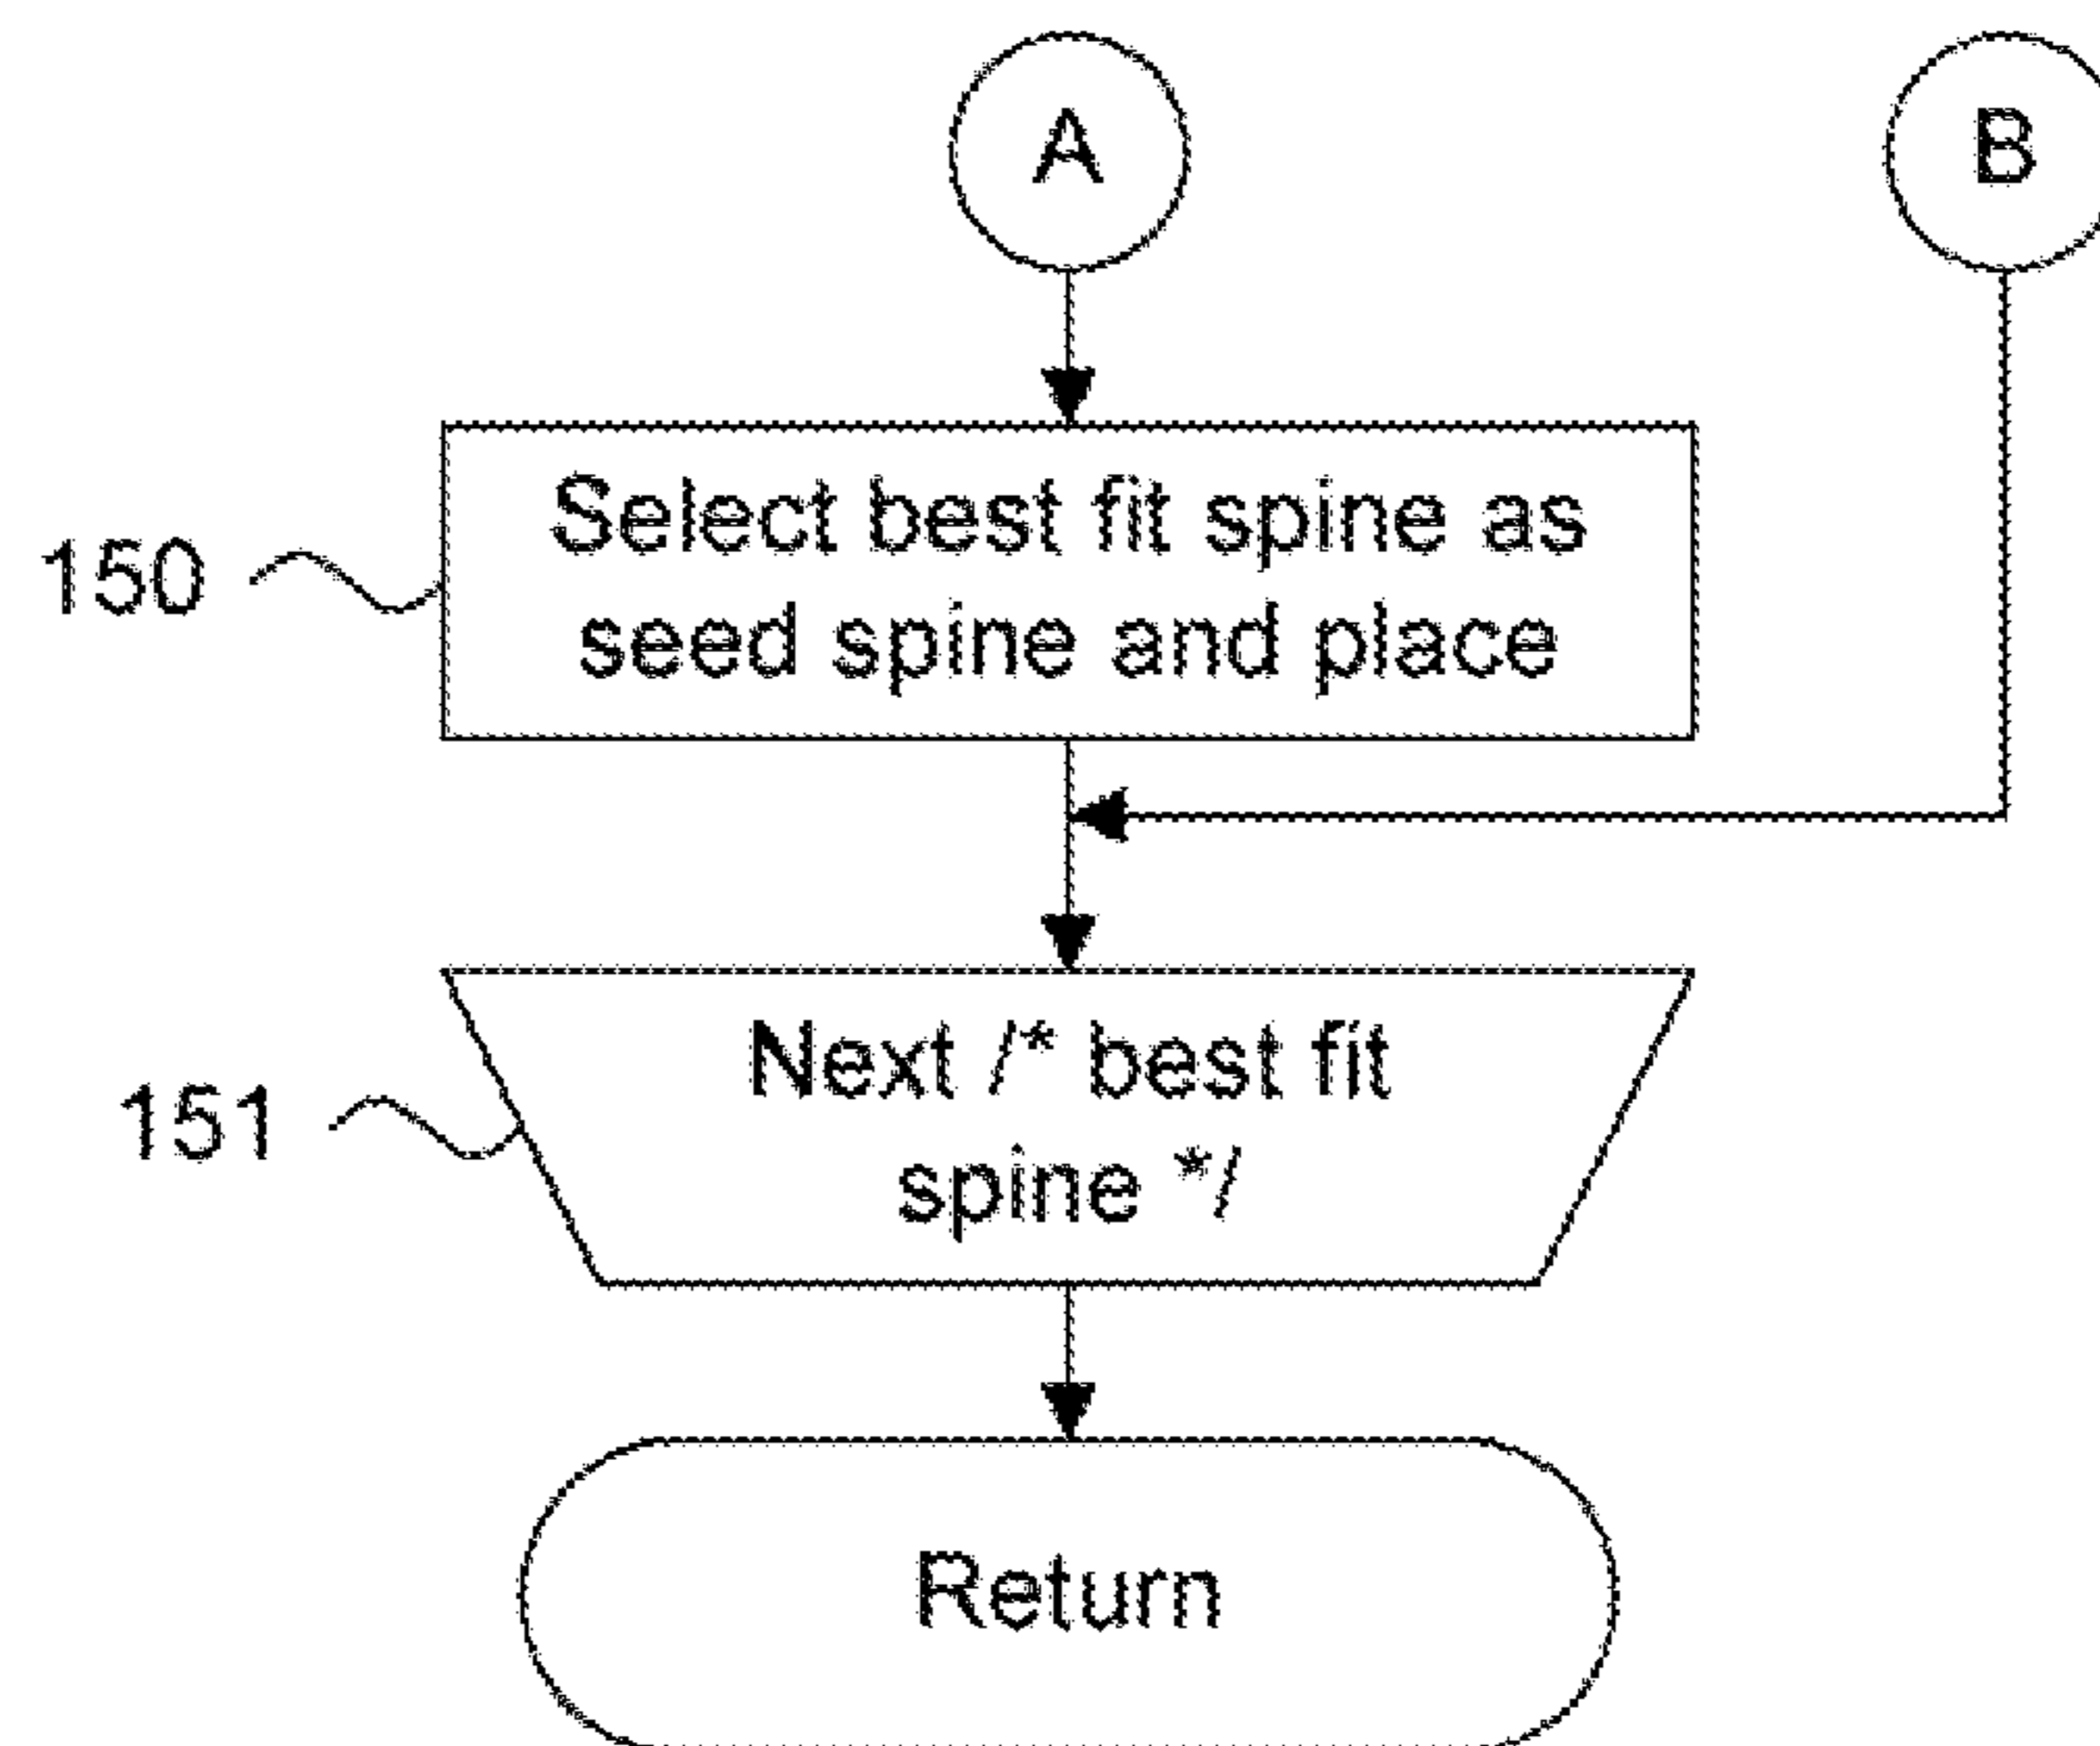 A
B
150
Select best fit spine as
seed spine and place
151
Next /* best fit
spine */
Return